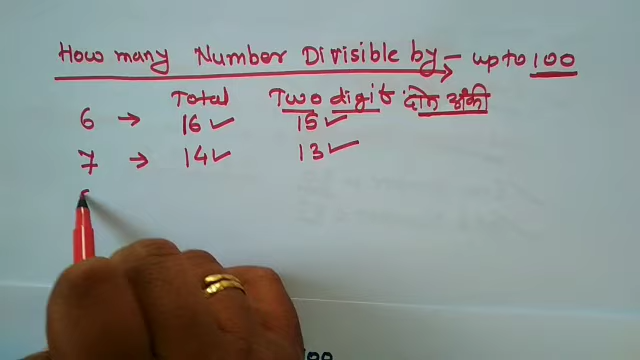 How many Number Divisible by - up to 100
Total Two digit दोन अंकी
6 → 16 ✓ 15 ✓
7 → 14 ✓ 13 ✓